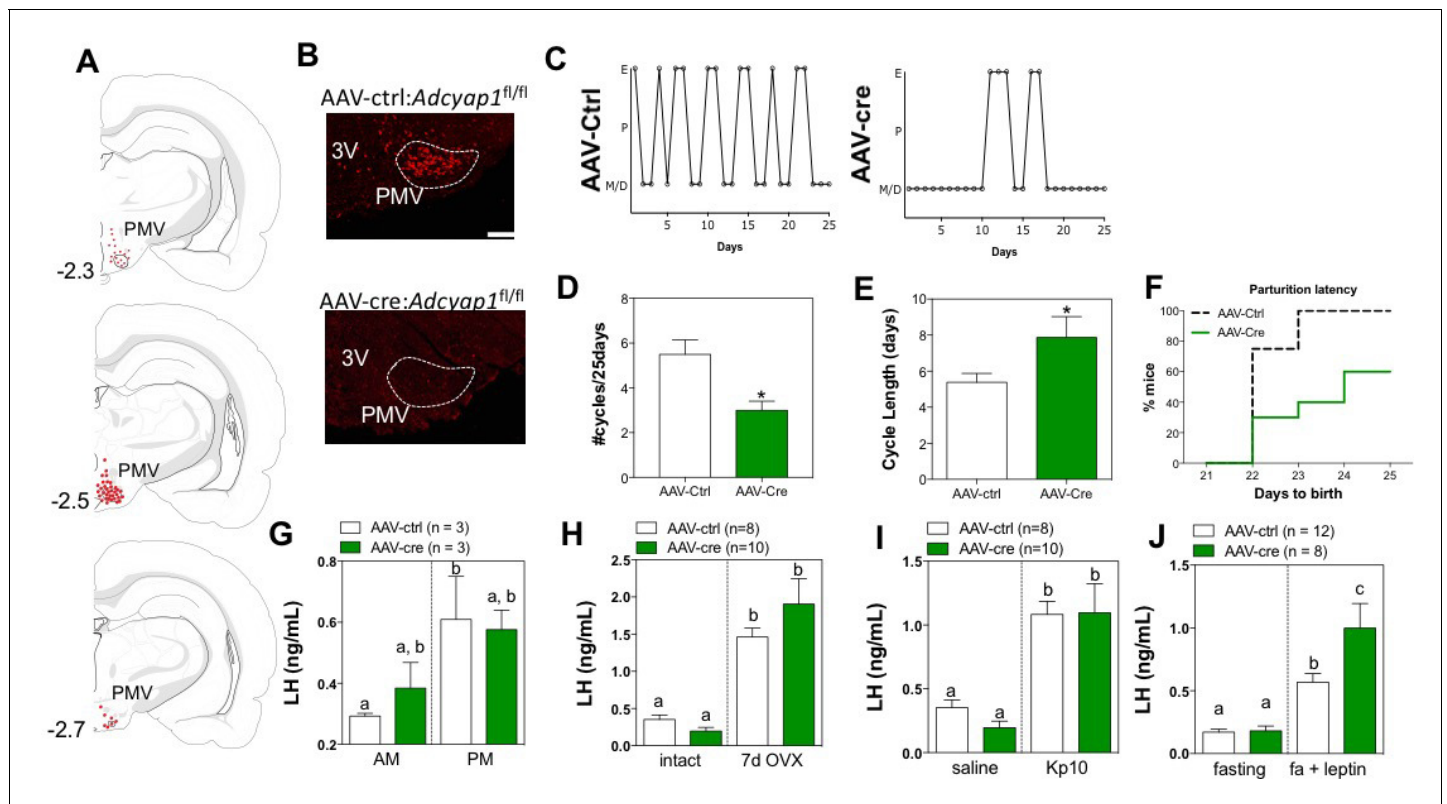 A
PMV
-2.3
PMV
-2.5
PMV
-2.7
B
AAV-ctrl:Adcyap1fl/fl
3V
PMV
AAV-cre:Adcyap1fl/fl
3V
PMV
C
AAV-Ctrl
E
P
M/D
5 10 15 20 25
Days
AAV-cre
E
P
M/D
5 10 15 20 25
Days
D
#cycles/25days
8
6
4
2
0
*
AAV-Ctrl AAV-Cre
E
Cycle Length (days)
10
8
6
4
2
0
*
AAV-ctrl AAV-Cre
F
Parturition latency
AAV-Ctrl
AAV-Cre
% mice
100
80
60
40
20
0
21 22 23 24 25
Days to birth
G
AAV-ctrl (n = 3)
AAV-cre (n = 3)
LH (ng/mL)
0.8
0.6
0.4
0.2
a a, b b a, b
AM PM
H
AAV-ctrl (n=8)
AAV-cre (n=10)
LH (ng/mL)
2.5
2.0
1.5
1.0
0.5
0.0
a a b b
intact 7d OVX
I
AAV-ctrl (n=8)
AAV-cre (n=10)
LH (ng/mL)
1.5
1.0
0.5
0.0
a a b b
saline Kp10
J
AAV-ctrl (n = 12)
AAV-cre (n = 8)
LH (ng/mL)
1.5
1.0
0.5
0.0
a a b c
fasting fa + leptin